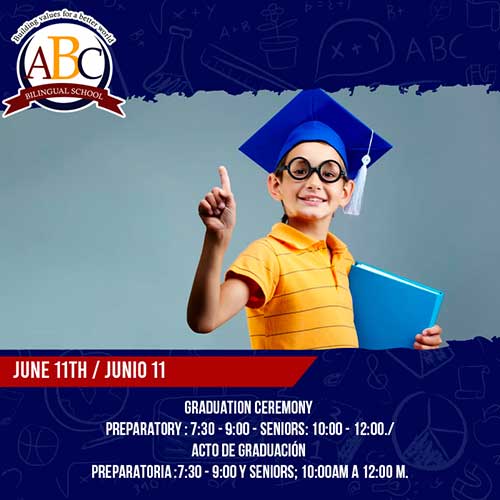 Building values for a better world
ABC
BILINGUAL SCHOOL
x+y
ABC
JUNE 11TH / JUNIO 11
GRADUATION CEREMONY
PREPARATORY : 7:30 - 9:00 - SENIORS: 10:00 - 12:00./
ACTO DE GRADUACIÓN
PREPARATORIA :7:30 - 9:00 Y SENIORS; 10:00AM A 12:00 M.